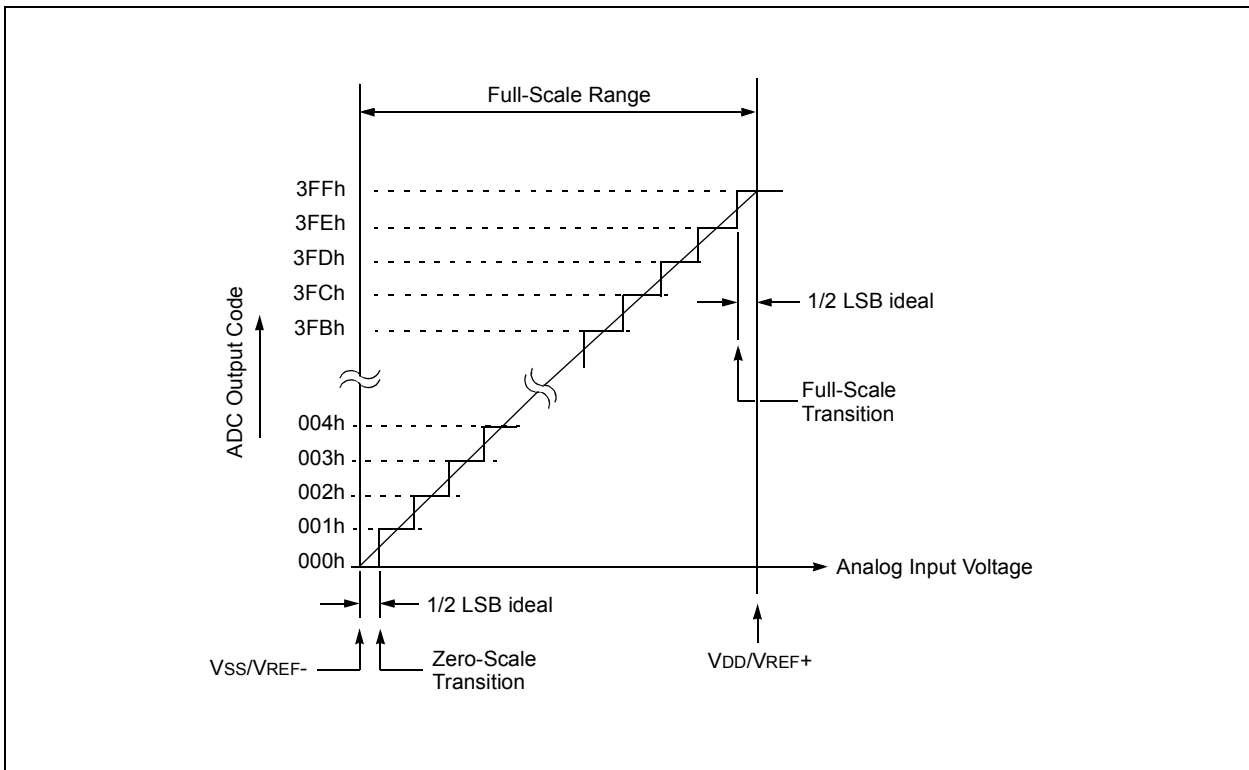 Full-Scale Range
3FFh
3FEh
3FDh
3FCh
3FBh
1/2 LSB ideal
ADC Output Code
Full-Scale
Transition
004h
003h
002h
001h
000h
Analog Input Voltage
1/2 LSB ideal
VSS/VREF-
Zero-Scale
Transition
VDD/VREF+